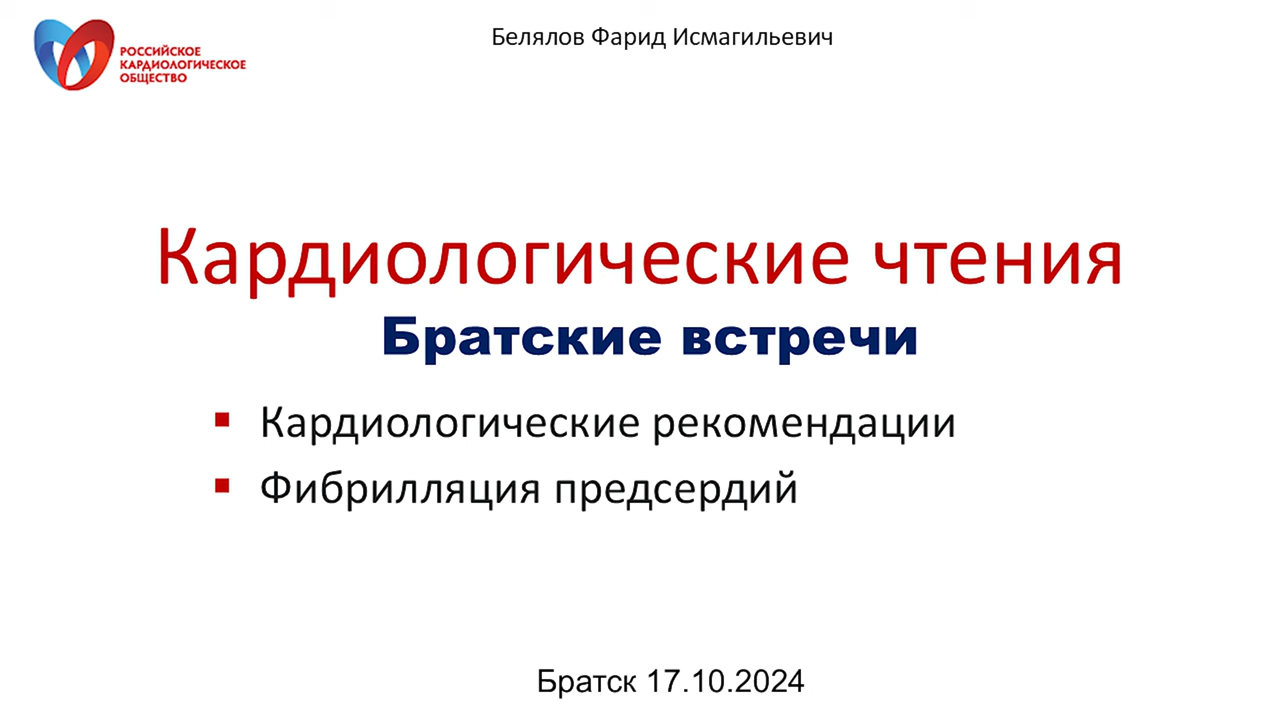 РОССИЙСКОЕ
КАРДИОЛОГИЧЕСКОЕ
ОБЩЕСТВО
Белялов Фарид Исмагильевич
Кардиологические чтения
Братские встречи
▪ Кардиологические рекомендации
▪ Фибрилляция предсердий
Братск 17.10.2024